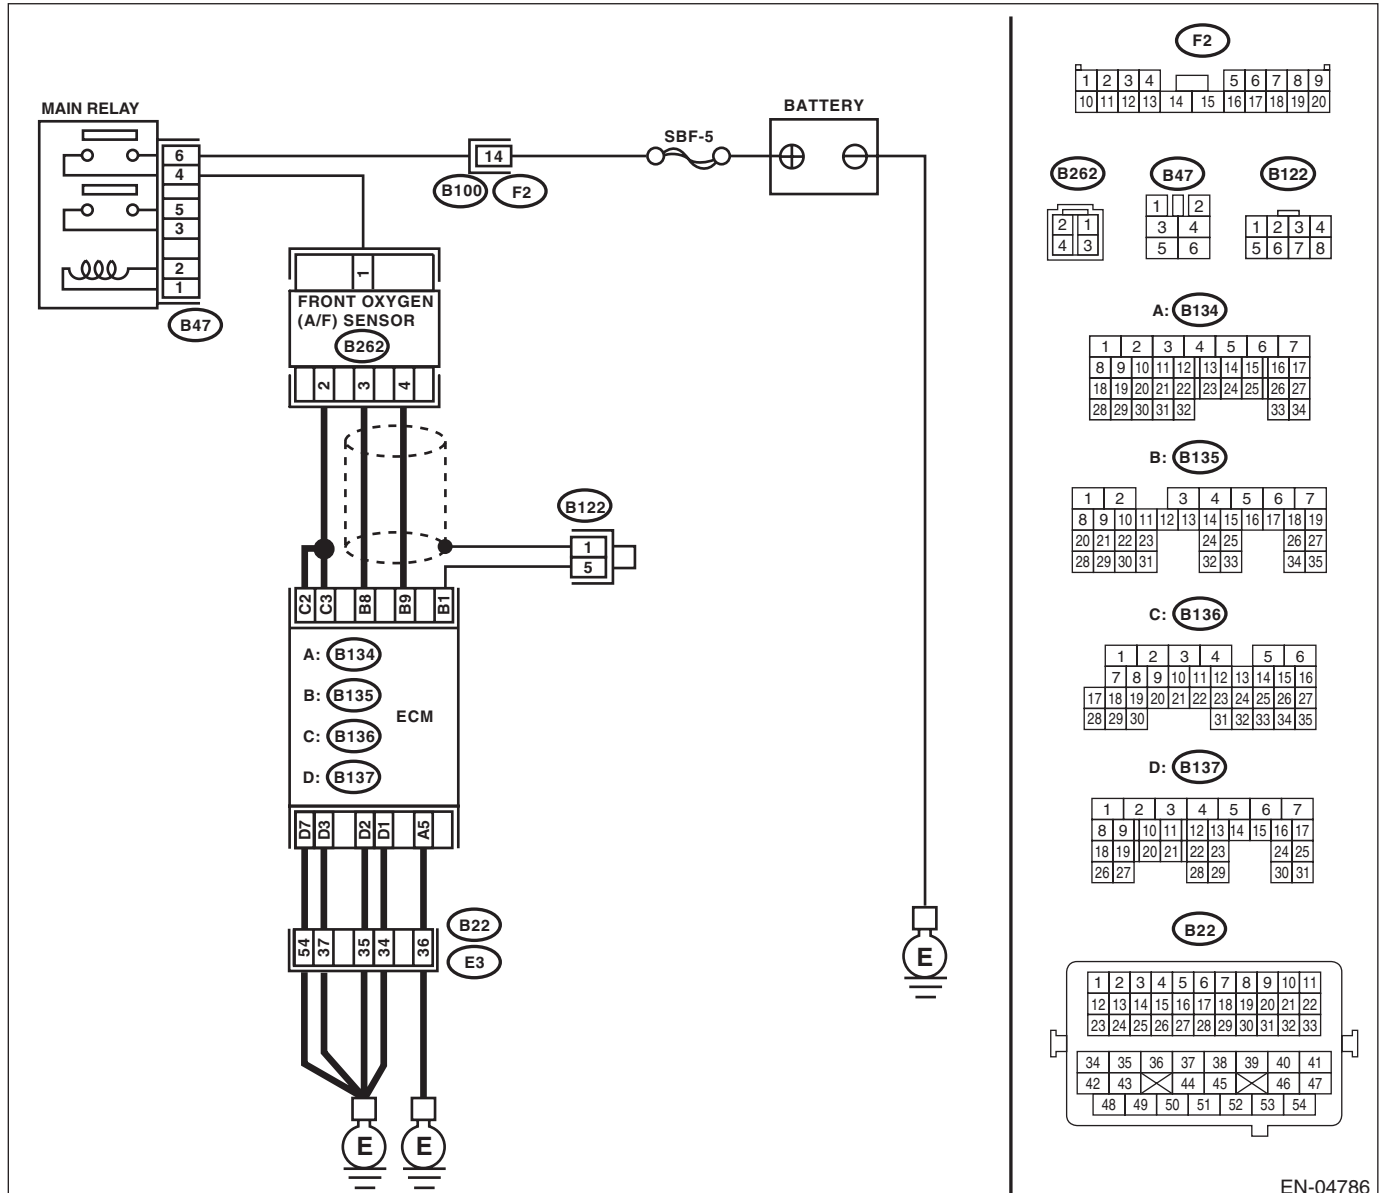 MAIN RELAY
6
4
5
3
2
1
B47
14
B100 F2
SBF-5
BATTERY
1
FRONT OXYGEN
(A/F) SENSOR
B262
2 3 4
B122
1
5
C2 C3 B8 B9 B1
A: B134
B: B135
ECM
C: B136
D: B137
D7 D3 D2 D1 A5
B22
54 37 35 34 36
E3
E
E E
F2
1 2 3 4 5 6 7 8 9
10 11 12 13 14 15 16 17 18 19 20
B262 B47 B122
2 1
4 3
1 2
3 4
5 6
1 2 3 4
5 6 7 8
A: B134
1 2 3 4 5 6 7
8 9 10 11 12 13 14 15 16 17
18 19 20 21 22 23 24 25 26 27
28 29 30 31 32 33 34
B: B135
1 2 3 4 5 6 7
8 9 10 11 12 13 14 15 16 17 18 19
20 21 22 23 24 25 26 27
28 29 30 31 32 33 34 35
C: B136
1 2 3 4 5 6
7 8 9 10 11 12 13 14 15 16
17 18 19 20 21 22 23 24 25 26 27
28 29 30 31 32 33 34 35
D: B137
1 2 3 4 5 6 7
8 9 10 11 12 13 14 15 16 17
18 19 20 21 22 23 24 25
26 27 28 29 30 31
B22
1 2 3 4 5 6 7 8 9 10 11
12 13 14 15 16 17 18 19 20 21 22
23 24 25 26 27 28 29 30 31 32 33
34 35 36 37 38 39 40 41
42 43 44 45 46 47
48 49 50 51 52 53 54
EN-04786